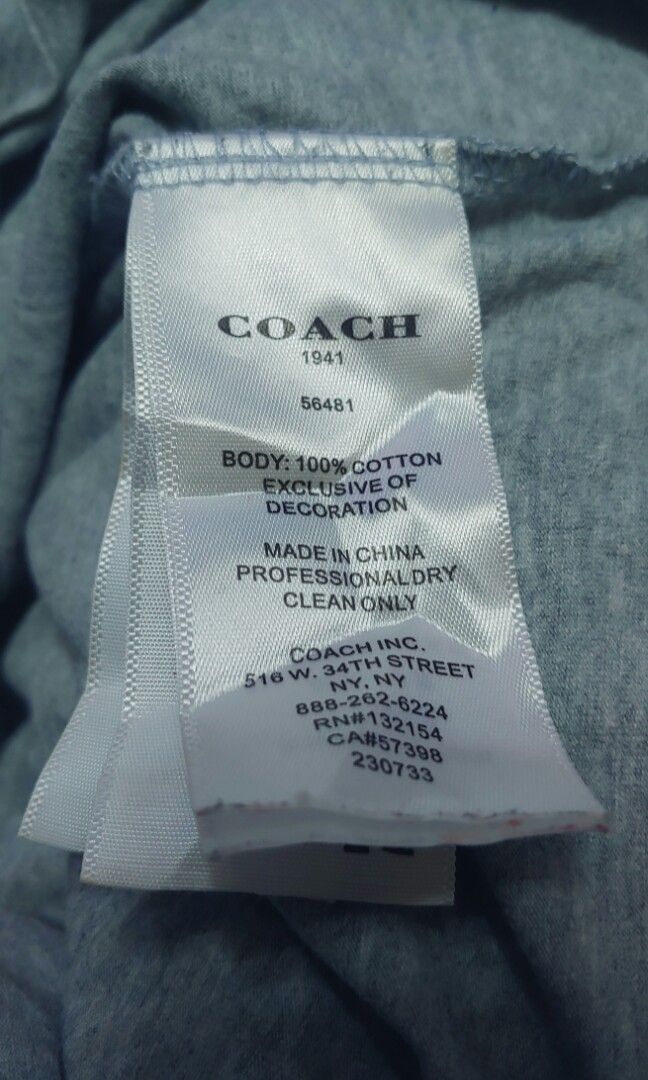 COACH
1941
56481
BODY: 100% COTTON
EXCLUSIVE OF
DECORATION
MADE IN CHINA
PROFESSIONAL DRY
CLEAN ONLY
COACH INC.
516 W. 34TH STREET
NY, NY
888-262-6224
RN#132154
CA#57398
230733